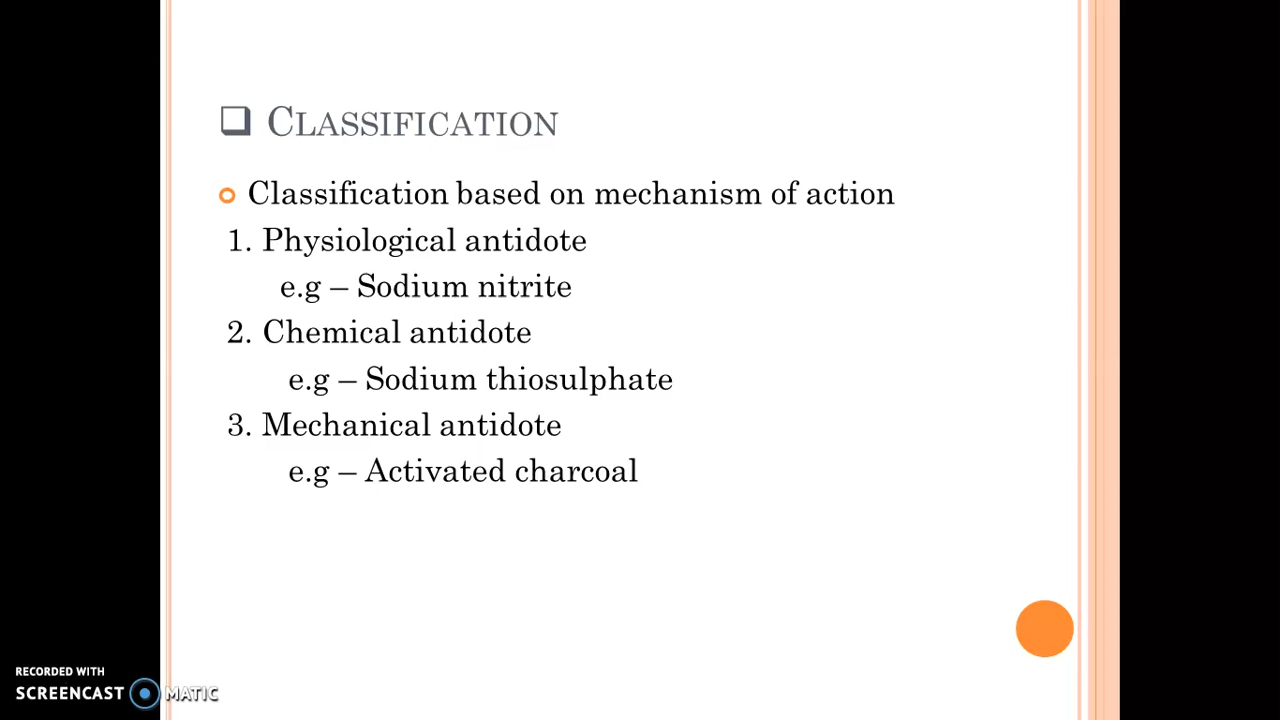 ❑ CLASSIFICATION
Classification based on mechanism of action
1. Physiological antidote
e.g – Sodium nitrite
2. Chemical antidote
e.g – Sodium thiosulphate
3. Mechanical antidote
e.g – Activated charcoal
RECORDED WITH
SCREENCAST MATIC